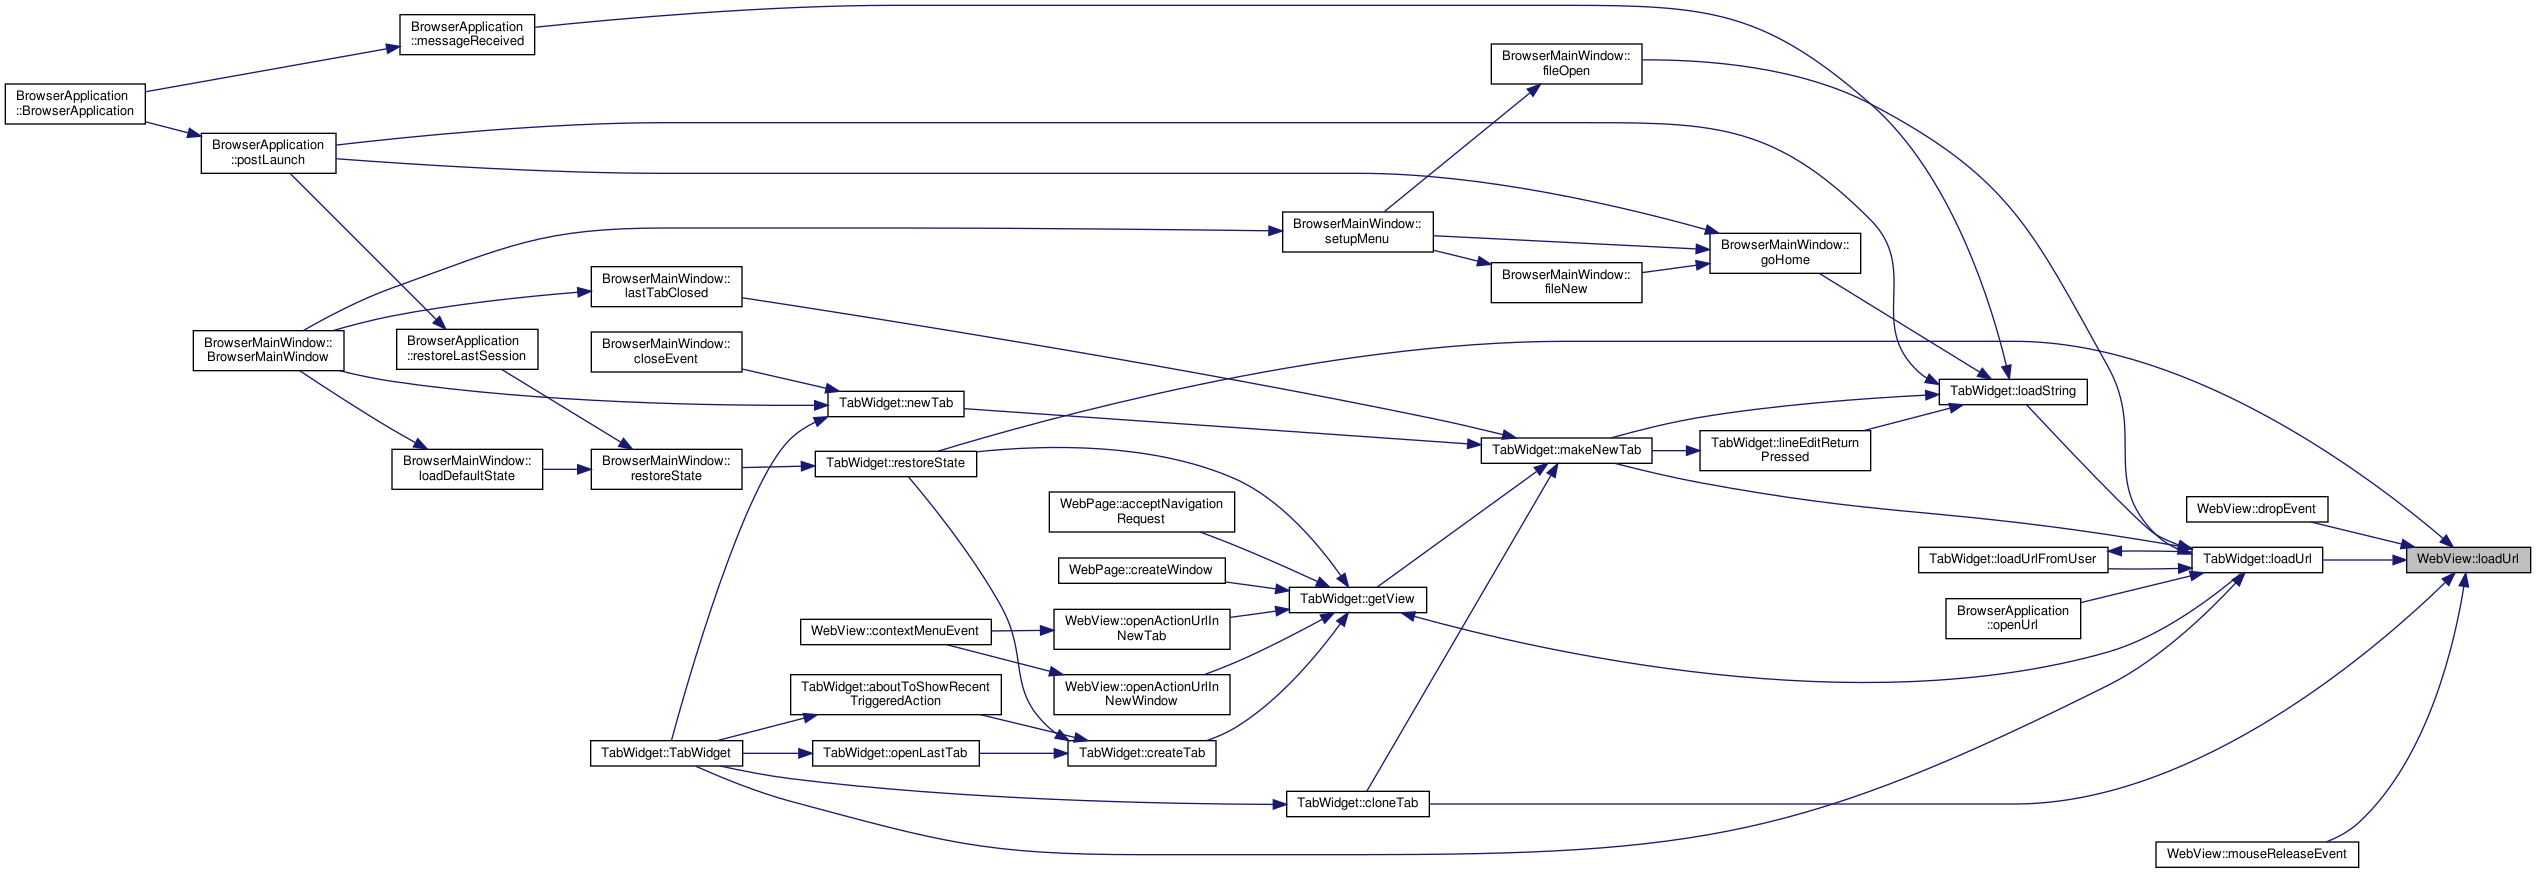 BrowserApplication
::messageReceived
BrowserMainWindow::
fileOpen
BrowserApplication
::BrowserApplication
BrowserApplication
::postLaunch
BrowserMainWindow::
setupMenu
BrowserMainWindow::
goHome
BrowserMainWindow::
lastTabClosed
BrowserMainWindow::
fileNew
BrowserMainWindow::
BrowserMainWindow
BrowserApplication
::restoreLastSession
BrowserMainWindow::
closeEvent
TabWidget::newTab
TabWidget::loadString
BrowserMainWindow::
loadDefaultState
BrowserMainWindow::
restoreState
TabWidget::restoreState
TabWidget::makeNewTab
TabWidget::lineEditReturn
Pressed
WebPage::acceptNavigation
Request
WebView::dropEvent
WebPage::createWindow
TabWidget::loadUrlFromUser
TabWidget::loadUrl
WebView::loadUrl
TabWidget::getView
WebView::contextMenuEvent
WebView::openActionUrlIn
NewTab
BrowserApplication
::openUrl
TabWidget::aboutToShowRecent
TriggeredAction
WebView::openActionUrlIn
NewWindow
TabWidget::TabWidget
TabWidget::openLastTab
TabWidget::createTab
TabWidget::cloneTab
WebView::mouseReleaseEvent